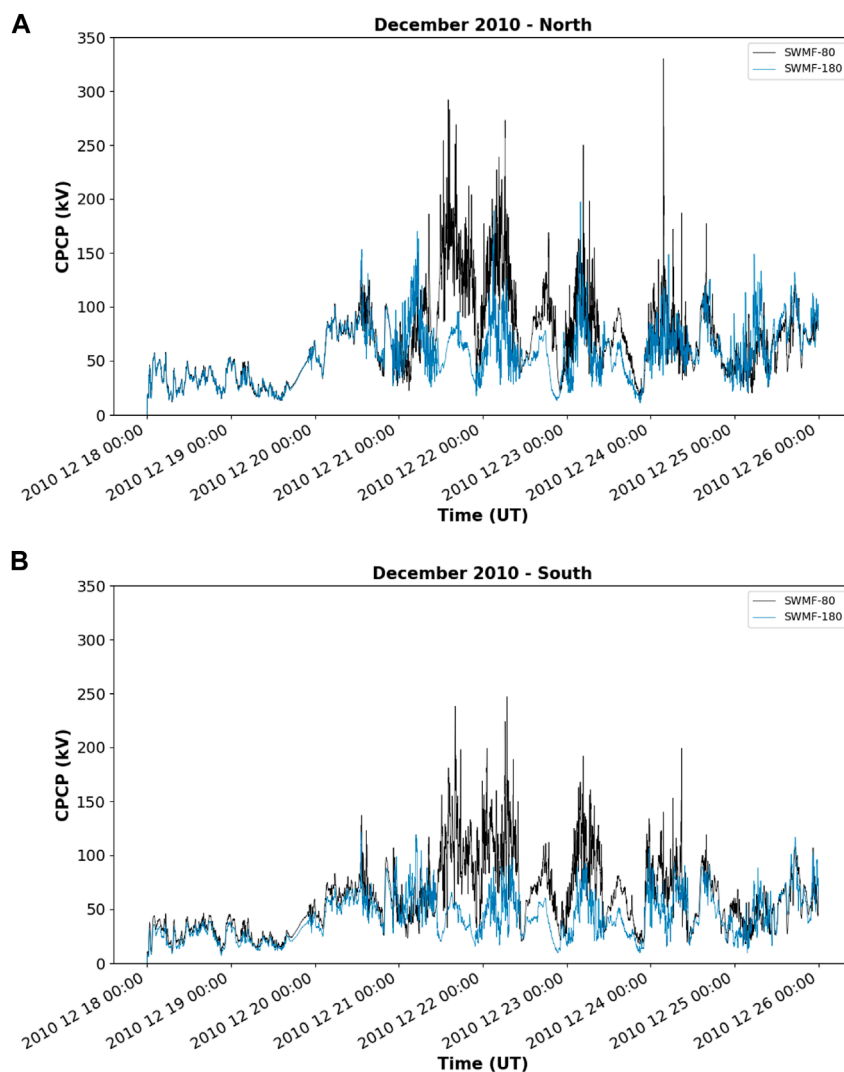 A
December 2010 - North
350
300
250
200
150
100
50
0
CPCP (kV)
SWMF-80
SWMF-180
2010 12 18 00:00
2010 12 19 00:00
2010 12 20 00:00
2010 12 21 00:00
2010 12 22 00:00
2010 12 23 00:00
2010 12 24 00:00
2010 12 25 00:00
2010 12 26 00:00
Time (UT)
B
December 2010 - South
350
300
250
200
150
100
50
0
CPCP (kV)
SWMF-80
SWMF-180
2010 12 18 00:00
2010 12 19 00:00
2010 12 20 00:00
2010 12 21 00:00
2010 12 22 00:00
2010 12 23 00:00
2010 12 24 00:00
2010 12 25 00:00
2010 12 26 00:00
Time (UT)